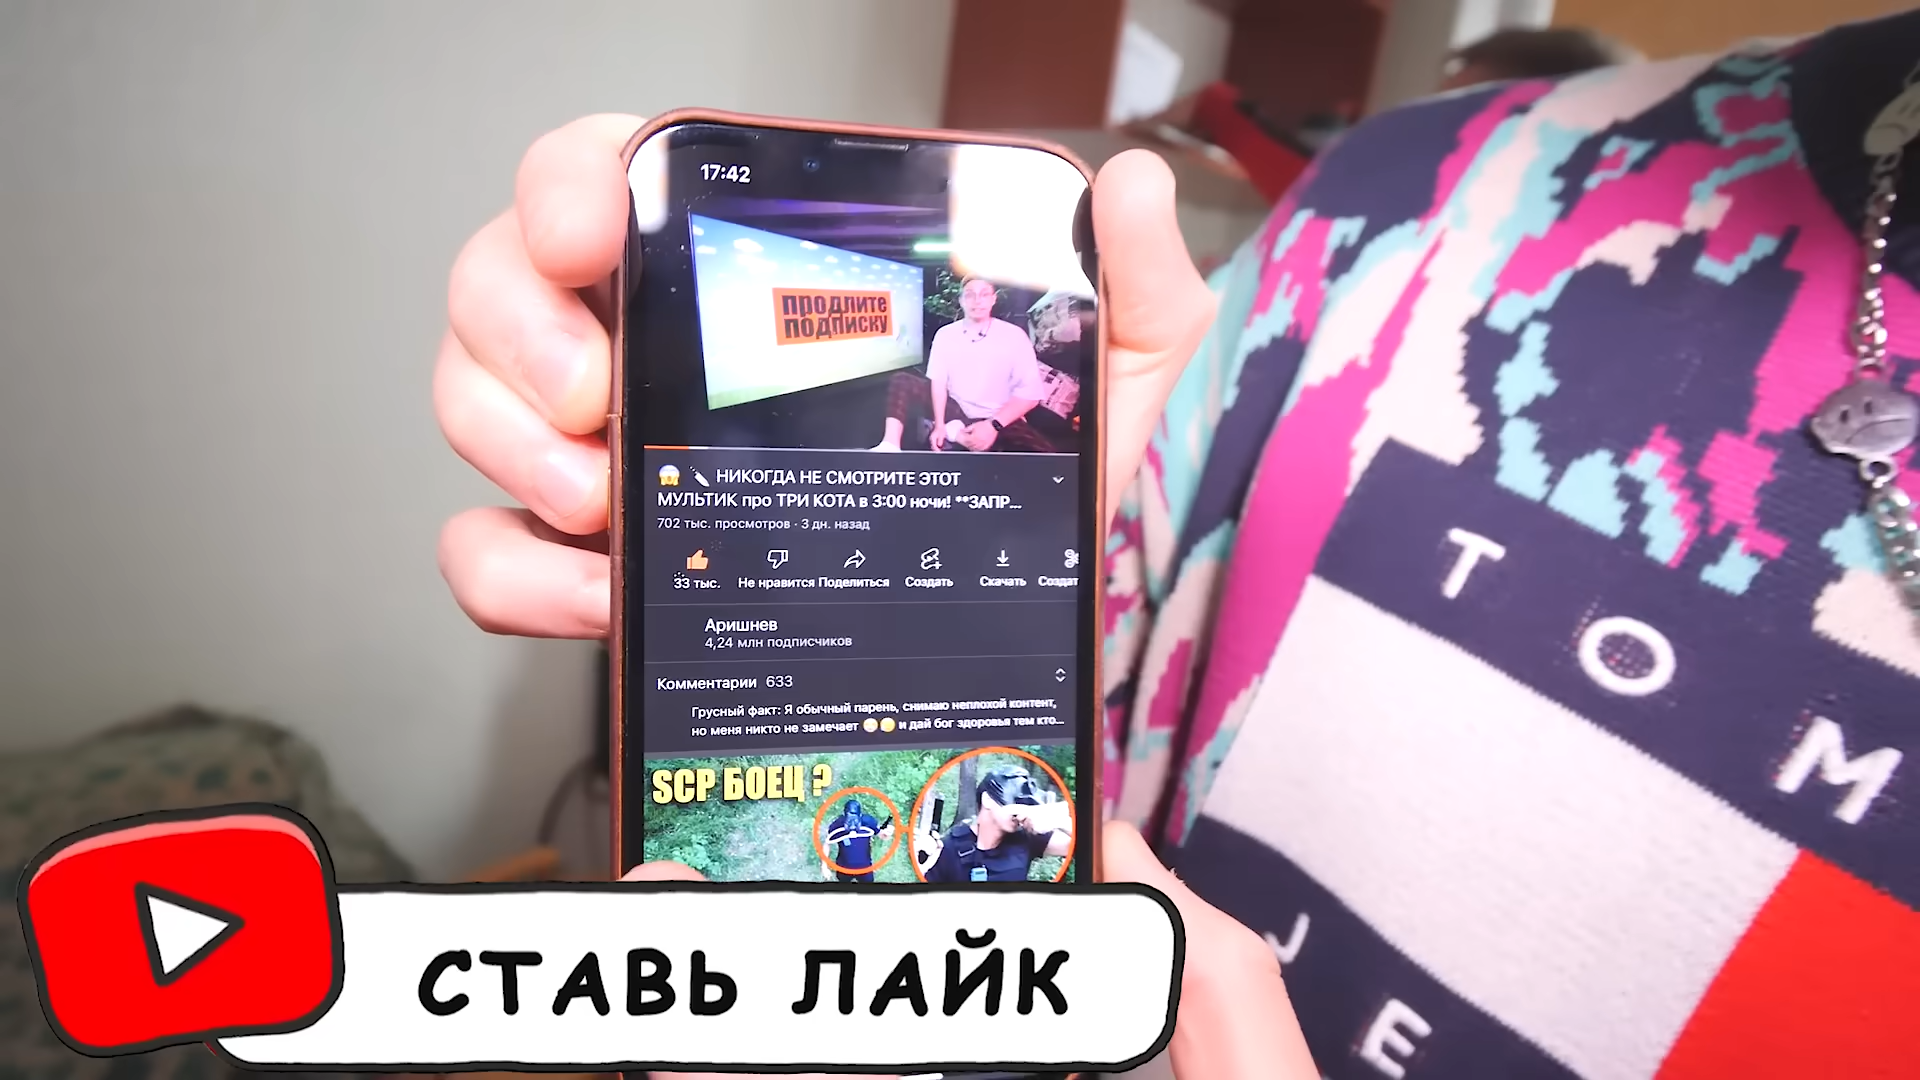 17:42
ПРОДЛИТЕ
ПОДПИСКУ
НИКОГДА НЕ СМОТРИТЕ ЭТОТ
МУЛЬТИК про ТРИ КОТА в 3:00 ночи! **ЗАПР...
702 тыс. просмотров · 3 дн. назад
33 тыс. Не нравится Поделиться Создать Скачать Создат
Аришнев
4,24 млн подписчиков
Комментарии 633
Грусный факт: Я обычный парень, снимаю неплохой контент,
но меня никто не замечает и дай бог здоровья тем кто...
SCP БОЕЦ ?
СТАВЬ ЛАЙК
TOM
JE